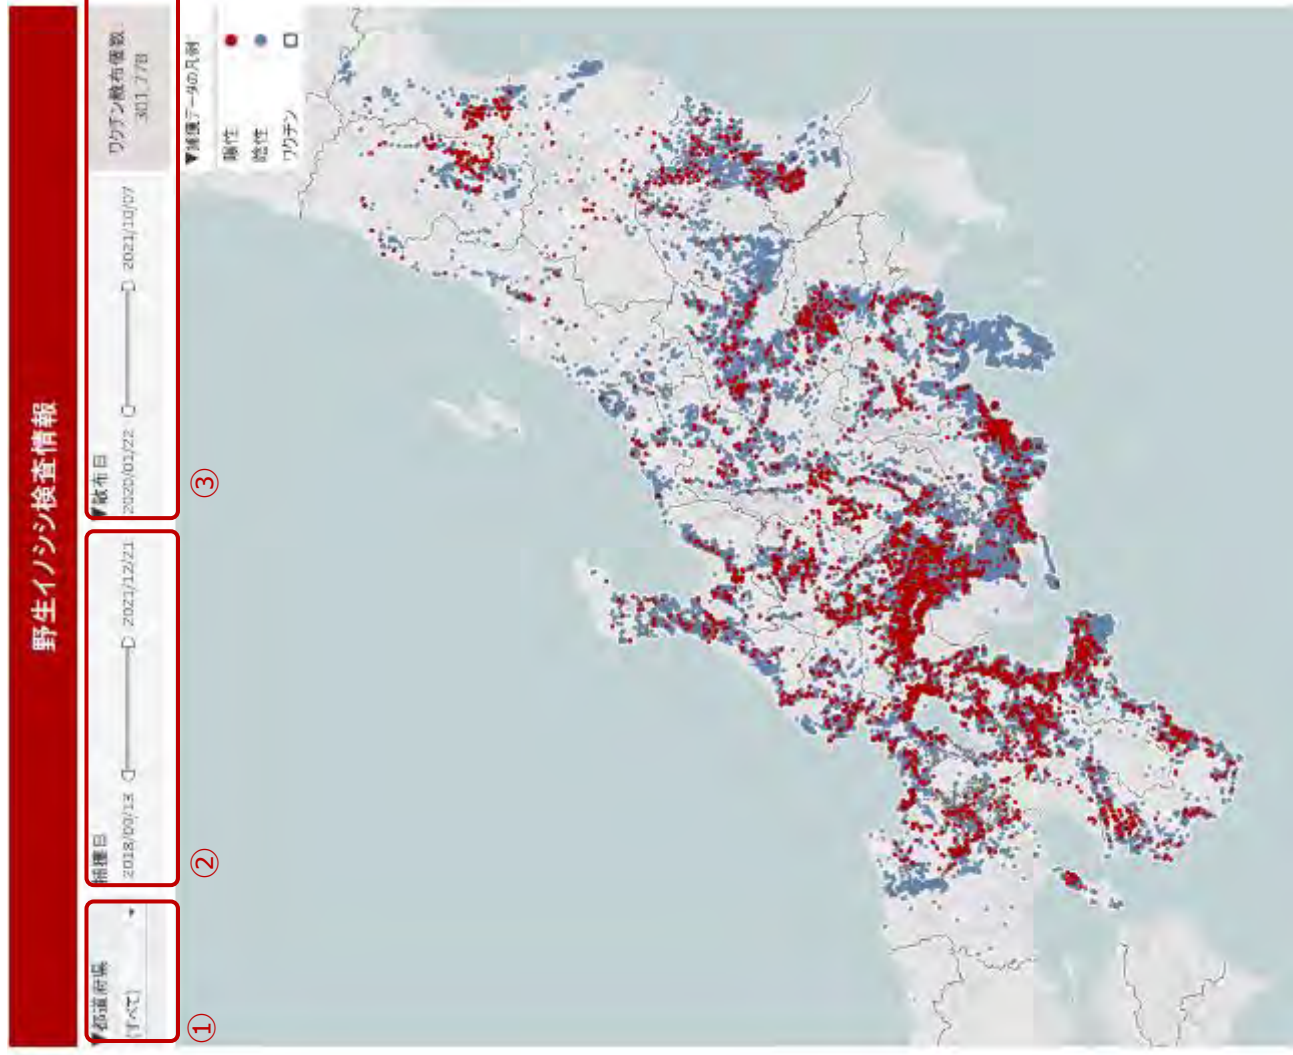 野生イノシシ検査情報
▼都道府県
(すべて)
捕獲日
2018/09/13
2021/12/21
▼散布日
2020/01/22
2021/10/07
ワクチン散布個数:
301,778
①
②
③
▼捕獲データの凡例
陽性
陰性
ワクチン